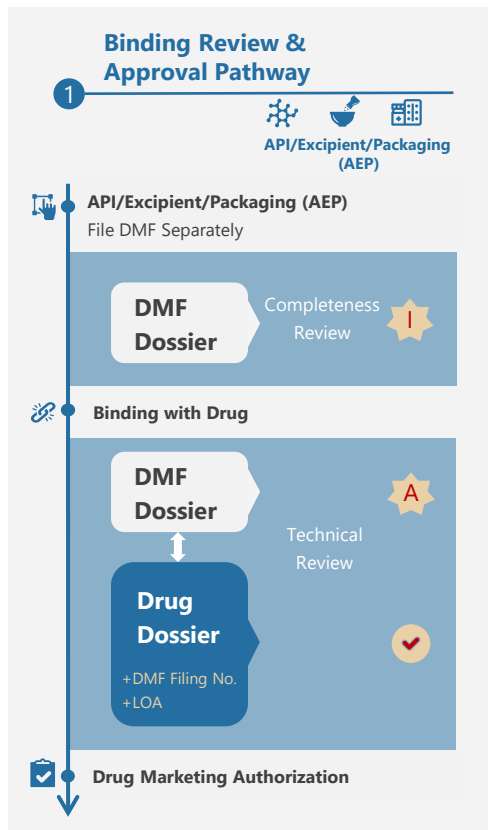 Binding Review &
Approval Pathway
1
API/Excipient/Packaging
(AEP)
API/Excipient/Packaging (AEP)
File DMF Separately
DMF
Dossier
Completeness
Review
I
Binding with Drug
DMF
Dossier
A
Technical
Review
Drug
Dossier
+DMF Filing No.
+LOA
Drug Marketing Authorization